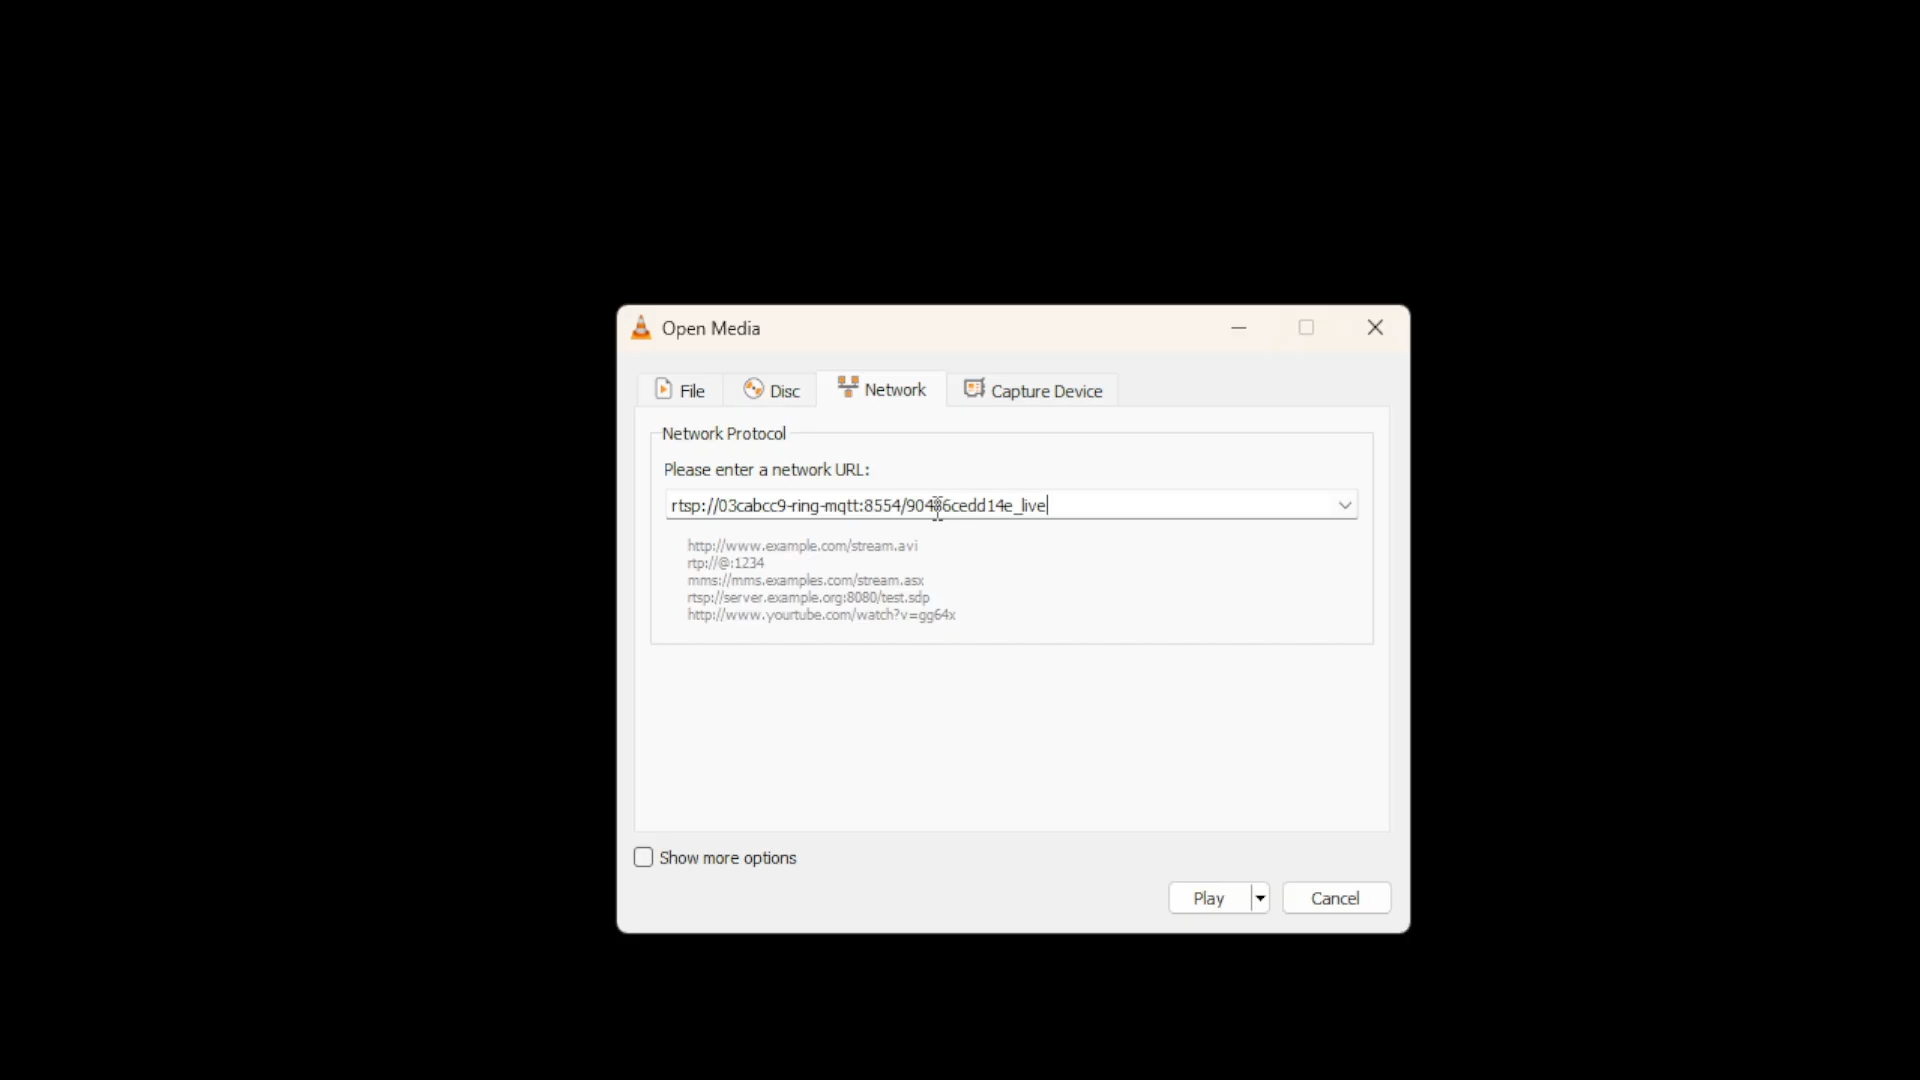 Open Media
File Disc Network Capture Device
Network Protocol
Please enter a network URL:
rtsp://03cabcc9-ring-mqtt:8554/90486cedd14e_live
http://www.example.com/stream.avi
rtp://@:1234
mms://mms.examples.com/stream.asx
rtsp://server.example.org:8080/test.sdp
http://www.yourtube.com/watch?v=gg64x
Show more options
Play Cancel